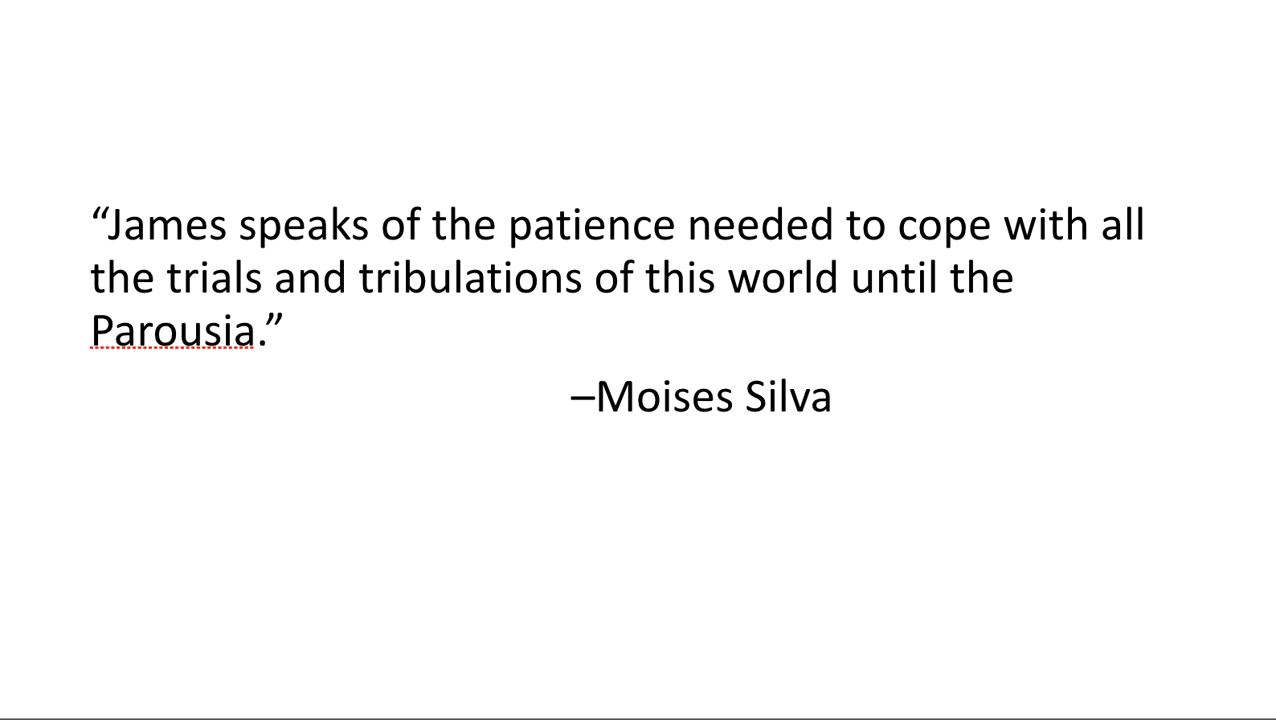 “James speaks of the patience needed to cope with all
the trials and tribulations of this world until the
Parousia.”
–Moises Silva